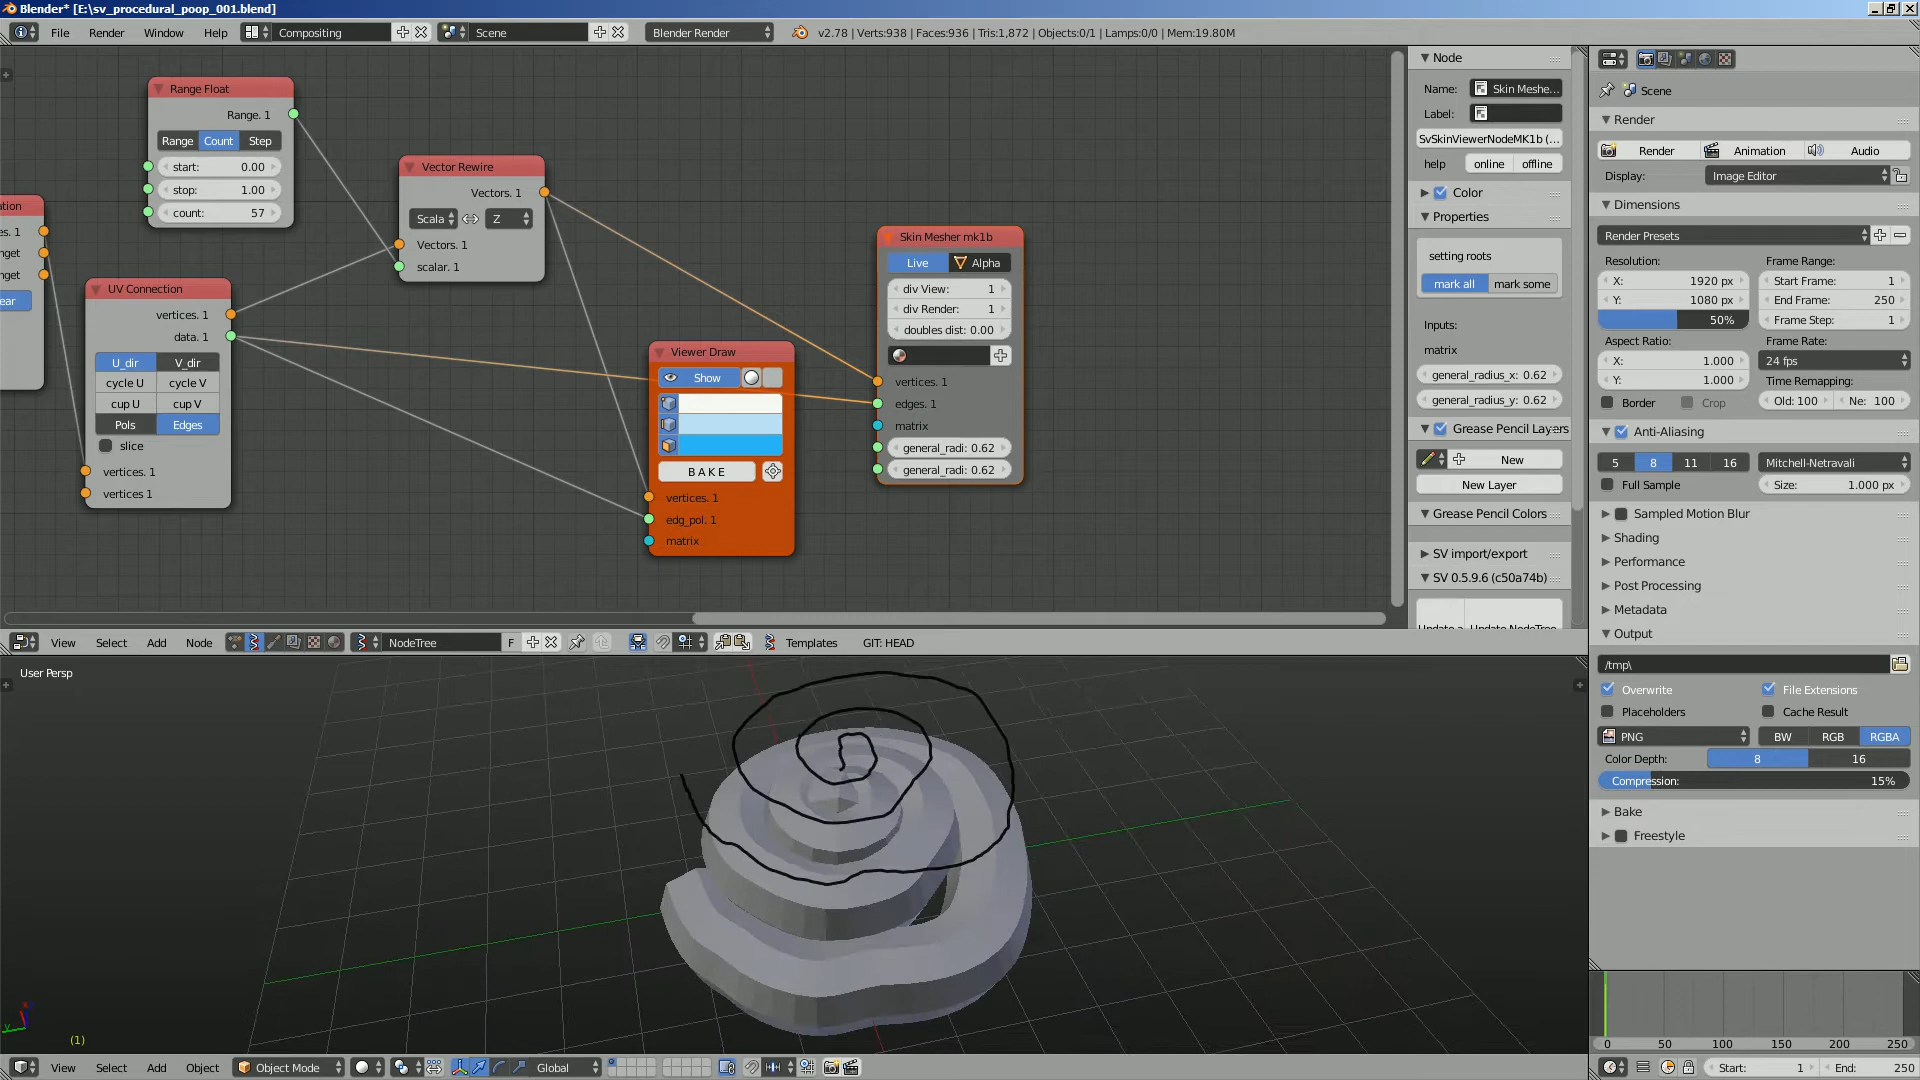 Blender* [E:\sv_procedural_poop_001.blend]
File Render Window Help Compositing Scene Blender Render v2.78 | Verts:938 | Faces:936 | Tris:1,872 | Objects:0/1 | Lamps:0/0 | Mem:19.80M
Range Float
Range. 1
Range Count Step
start: 0.00
stop: 1.00
count: 57
ation
es. 1
nget
nget
ear
UV Connection
vertices. 1
data. 1
U_dir V_dir
cycle U cycle V
cup U cup V
Pols Edges
slice
vertices. 1
vertices 1
Vector Rewire
Vectors. 1
Scala Z
Vectors. 1
scalar. 1
Viewer Draw
Show
BAKE
vertices. 1
edg_pol. 1
matrix
Skin Mesher mk1b
Live Alpha
div View: 1
div Render: 1
doubles dist: 0.00
vertices. 1
edges. 1
matrix
general_radi: 0.62
general_radi: 0.62
Node
Name: Skin Meshe...
Label:
SvSkinViewerNodeMK1b (...
help online offline
Color
Properties
setting roots
mark all mark some
Inputs:
matrix
general_radius_x: 0.62
general_radius_y: 0.62
Grease Pencil Layers
New
New Layer
Grease Pencil Colors
SV import/export
SV 0.5.9.6 (c50a74b)
Update a Update NodeTree
Scene
Render
Render Animation Audio
Display: Image Editor
Dimensions
Render Presets
Resolution: Frame Range:
X: 1920 px Start Frame: 1
Y: 1080 px End Frame: 250
50% Frame Step: 1
Aspect Ratio: Frame Rate:
X: 1.000 24 fps
Y: 1.000 Time Remapping:
Border Crop Old: 100 Ne: 100
Anti-Aliasing
5 8 11 16 Mitchell-Netravali
Full Sample Size: 1.000 px
Sampled Motion Blur
Shading
Performance
Post Processing
Metadata
Output
/tmp\
Overwrite File Extensions
Placeholders Cache Result
PNG BW RGB RGBA
Color Depth: 8 16
Compression: 15%
Bake
Freestyle
View Select Add Node NodeTree F Templates GIT: HEAD
User Persp
(1)
0 50 100 150 200 250
View Select Add Object Object Mode Global
Start: 1 End: 250